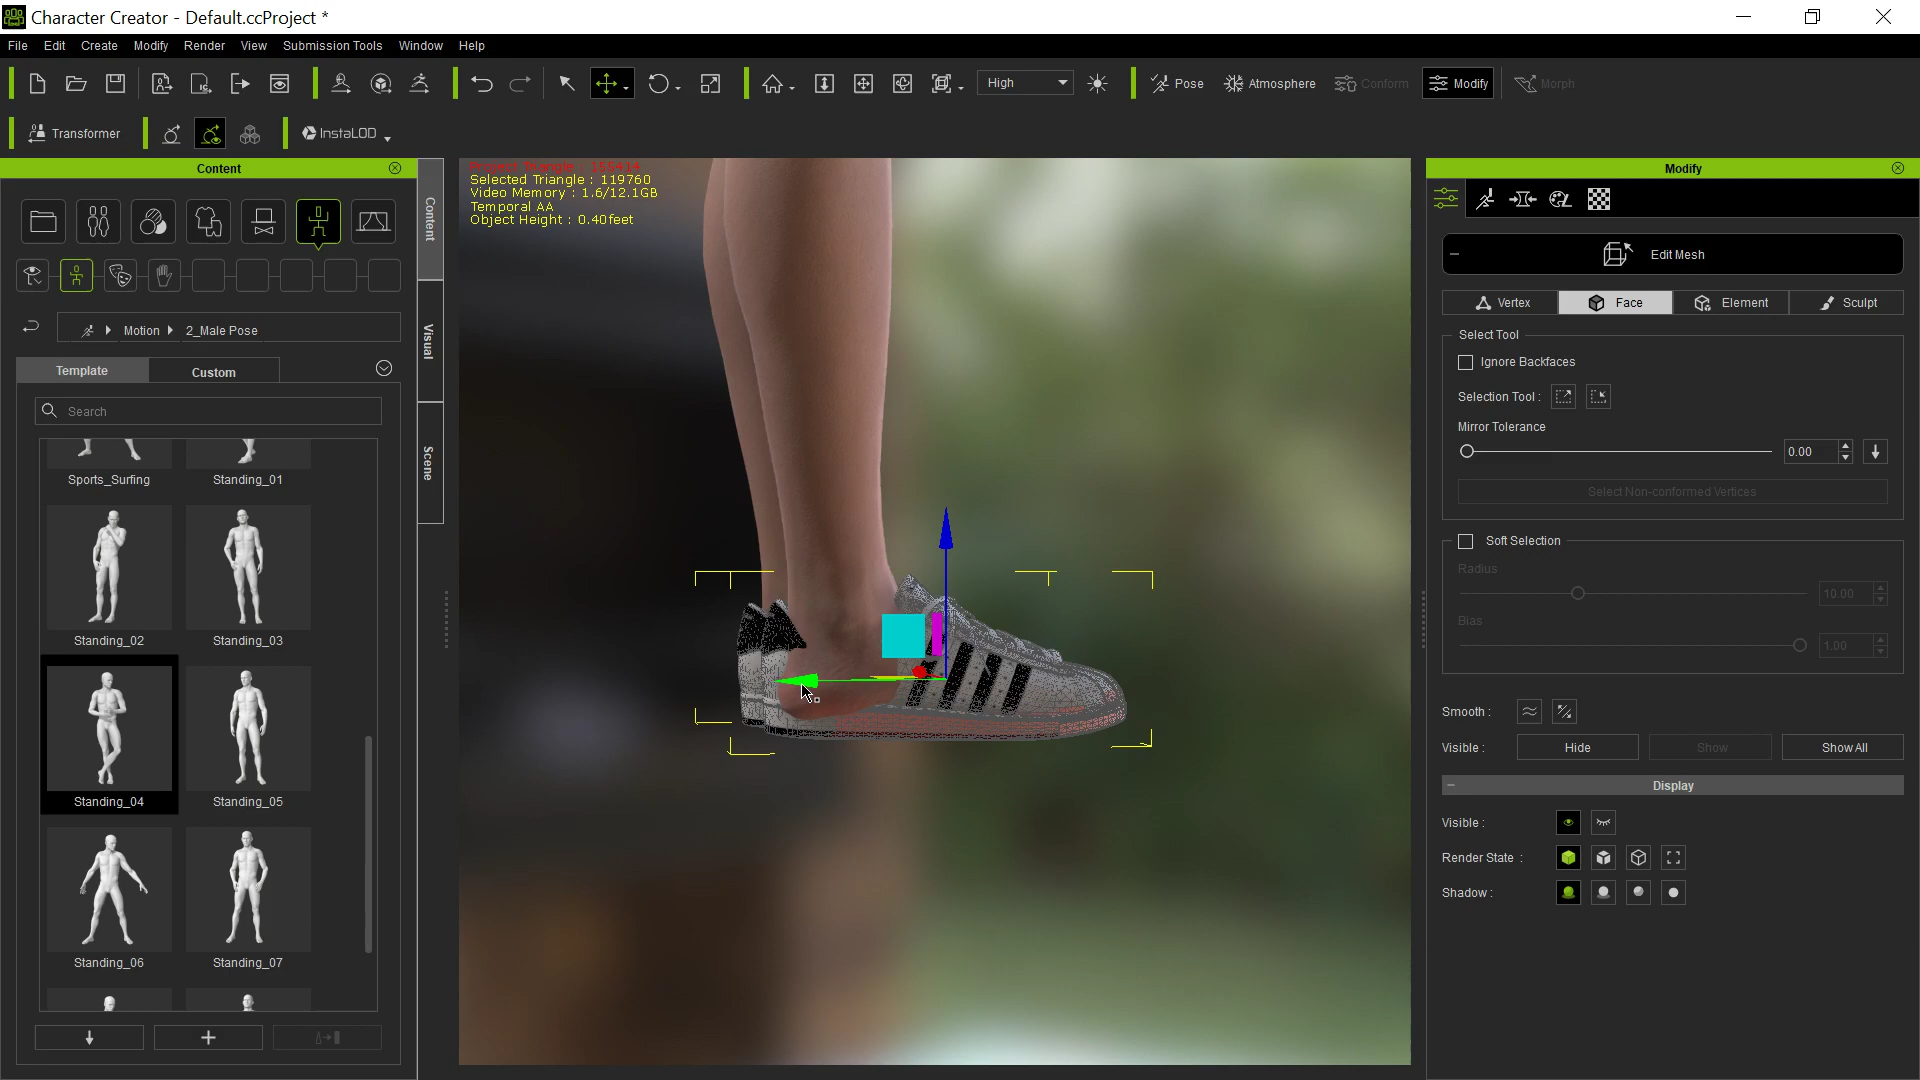 Character Creator - Default.ccProject *
File Edit Create Modify Render View Submission Tools Window Help
High Pose Atmosphere Conform Modify Morph
Transformer InstaLOD
Content
Content
Visual
Scene
Motion 2_Male Pose
Template Custom
Search
Sports_Surfing Standing_01
Standing_02 Standing_03
Standing_04 Standing_05
Standing_06 Standing_07
Project Triangle : 155414
Selected Triangle : 119760
Video Memory : 1.6/12.1GB
Temporal AA
Object Height : 0.40feet
Modify
Edit Mesh
Vertex Face Element Sculpt
Select Tool
Ignore Backfaces
Selection Tool :
Mirror Tolerance
0.00
Select Non-conformed Vertices
Soft Selection
Radius
10.00
Bias
1.00
Smooth :
Visible : Hide Show Show All
Display
Visible :
Render State :
Shadow :